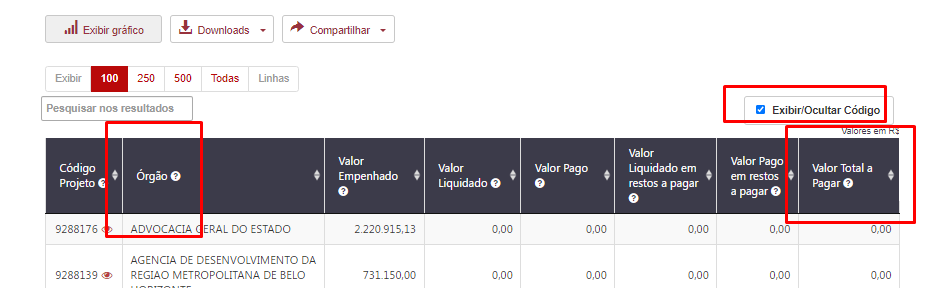 Exibir gráfico Downloads Compartilhar
Exibir 100 250 500 Todas Linhas
Pesquisar nos resultados
Exibir/Ocultar Código
Valores em R$
Código
Projeto
Órgão
Valor
Empenhado
Valor
Liquidado
Valor Pago
Valor
Liquidado em
restos a pagar
Valor Pago
em restos
a pagar
Valor Total a
Pagar
9288176 ADVOCACIA GERAL DO ESTADO 2.220.915,13 0,00 0,00 0,00 0,00 0,00
AGENCIA DE DESENVOLVIMENTO DA
9288139 REGIAO METROPOLITANA DE BELO 731.150,00 0,00 0,00 0,00 0,00 0,00
HORIZONTE